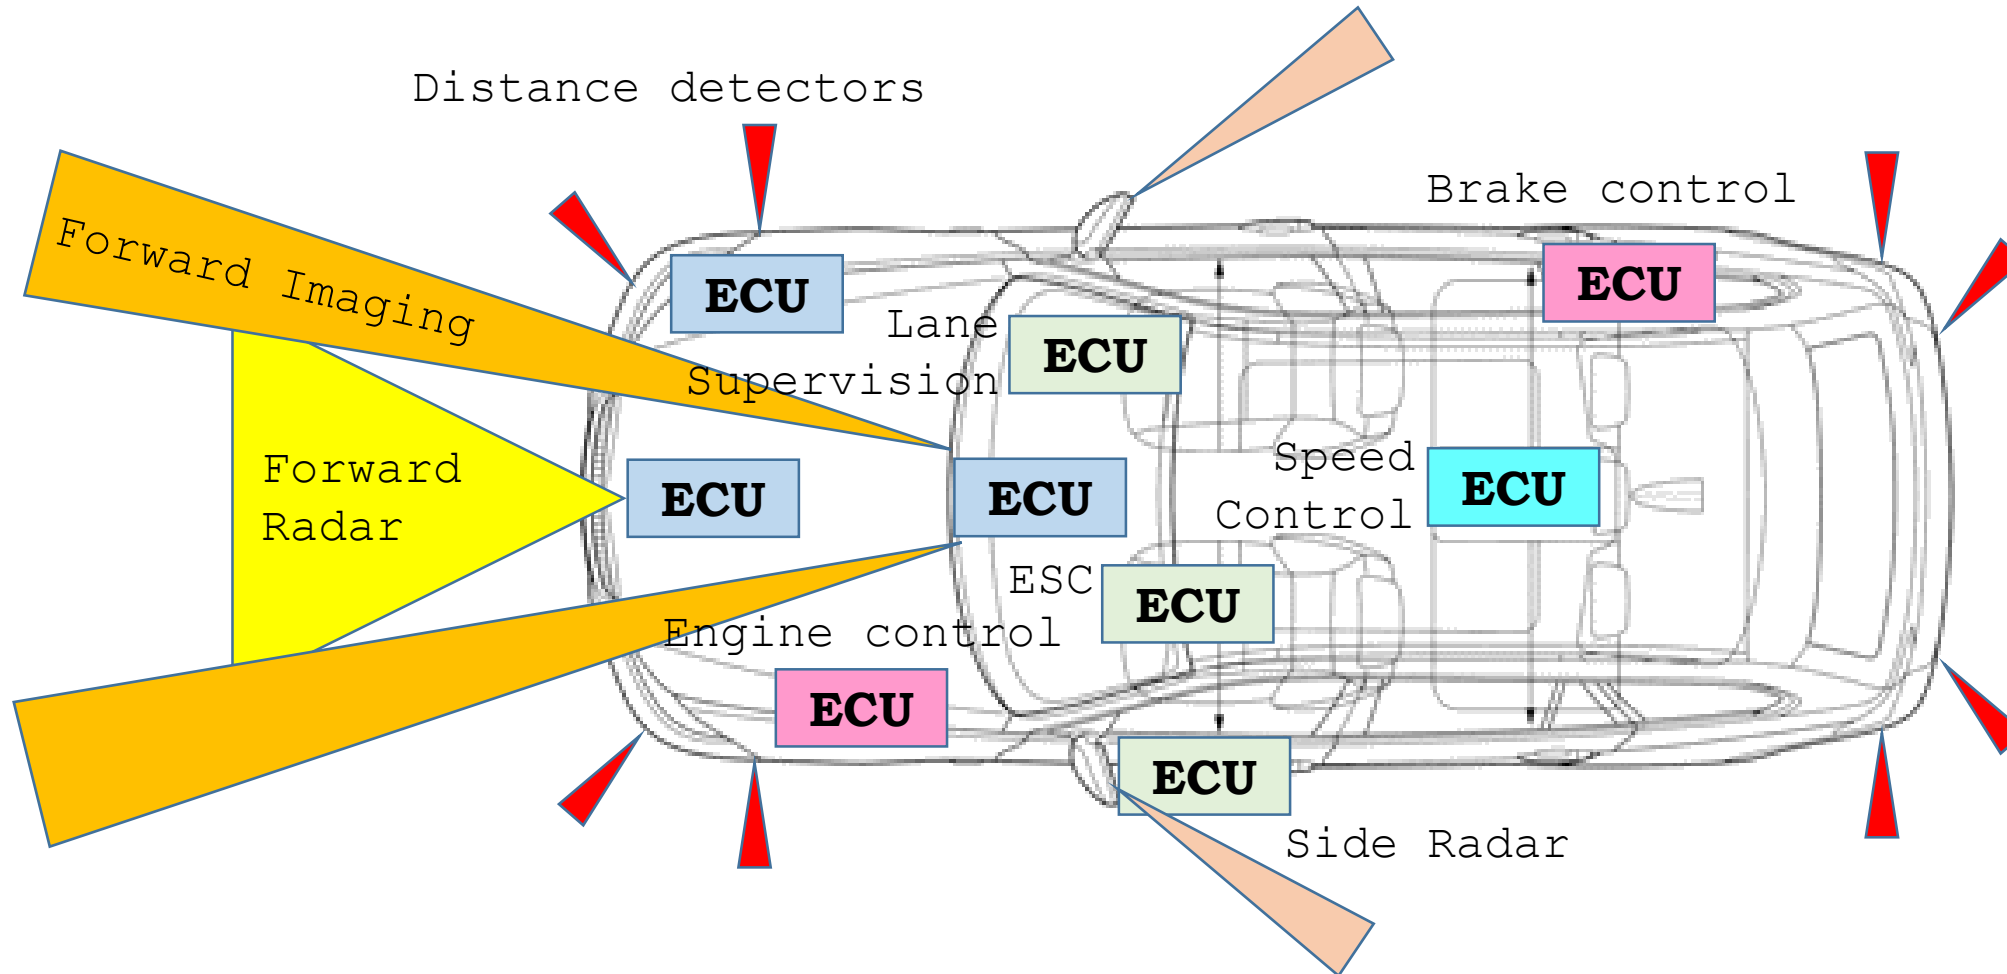 Distance detectors
Brake control
Forward Imaging
ECU
ECU
Lane
Supervision
ECU
Forward
Radar
ECU
ECU
Speed
Control
ECU
ESC
ECU
Engine control
ECU
ECU
Side Radar